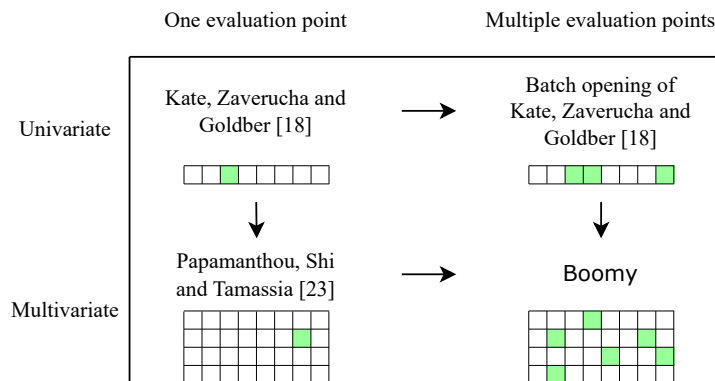 One evaluation point
Multiple evaluation points
Univariate
Kate, Zaverucha and
Goldber [18]
Batch opening of
Kate, Zaverucha and
Goldber [18]
Multivariate
Papamanthou, Shi
and Tamassia [23]
Boomy